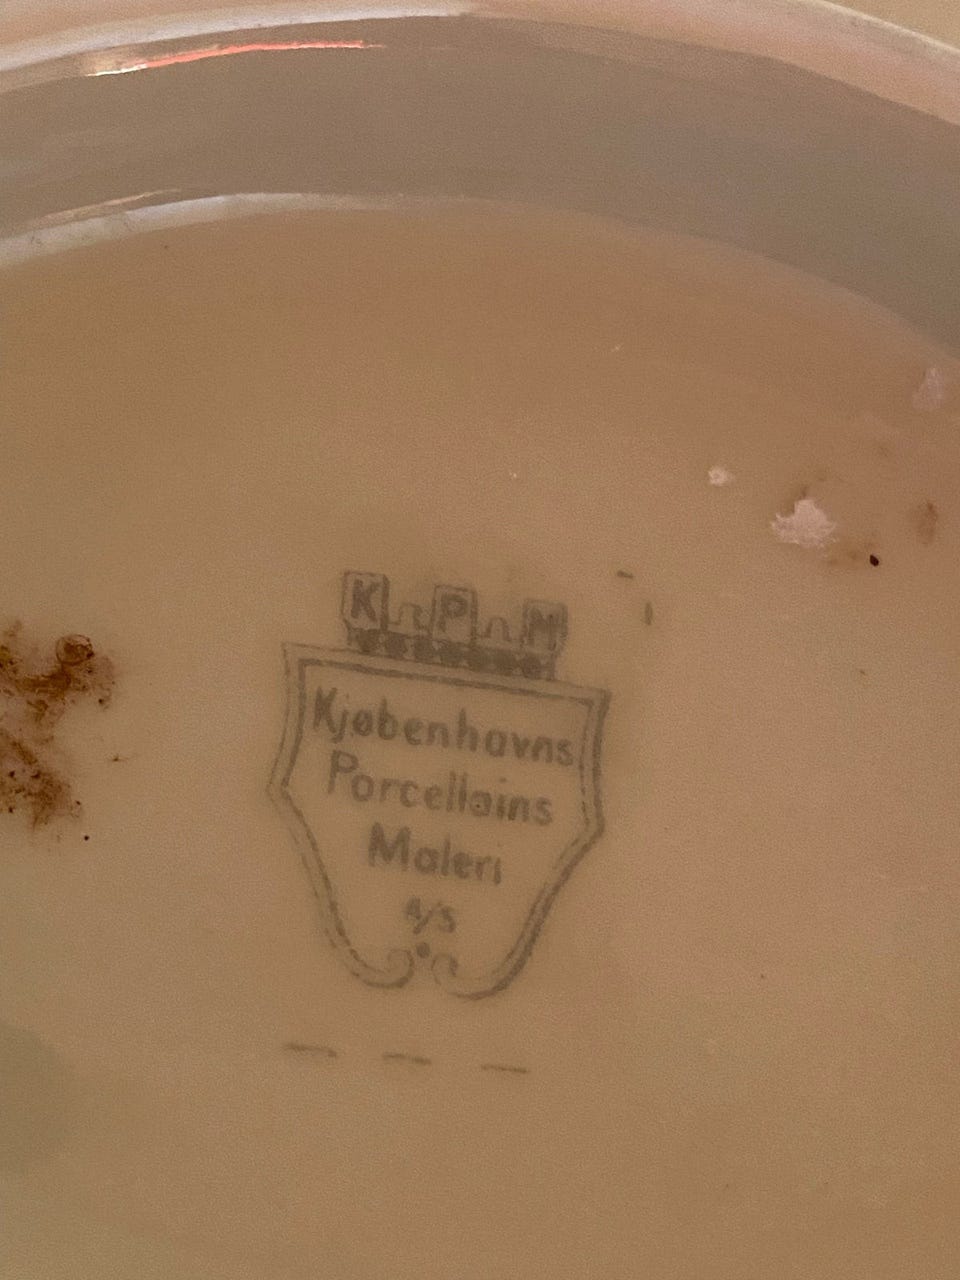 K P M
Kjøbenhavns
Porcellains
Maleri
A/S